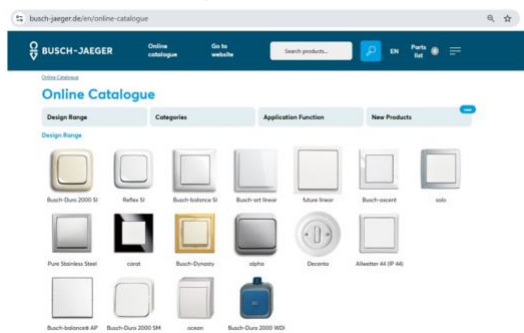 busch-jaeger.de/en/online-catalogue
BUSCH-JAEGER
Online catalogue
Go to website
Search products...
EN
Parts list
Online Catalogue
Online Catalogue
Design Range
Categories
Application Function
New Products
Design Range
Busch-Duro 2000 SI
Reflex SI
Busch-balance SI
Busch-art linear
future linear
Busch-axcent
solo
Pure Stainless Steel
carat
Busch-Dynasty
alpha
Decento
Allwetter 44 (IP 44)
Busch-balance® AP
Busch-Duro 2000 SM
ocean
Busch-Duro 2000 WDI